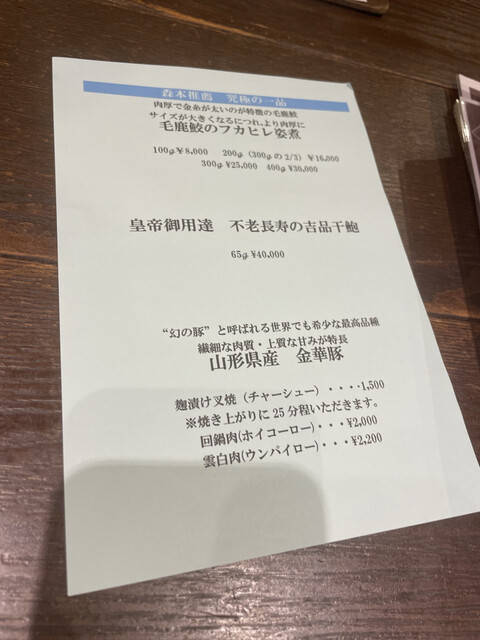 森本推薦　究極の一品
肉厚で金糸が太いのが特徴の毛鹿鮫
サイズが大きくなるにつれ、より肉厚に
毛鹿鮫のフカヒレ姿煮
100g￥8,000　200g（300gの2/3）￥16,000
300g ¥25,000　400g ¥30,000
皇帝御用達　不老長寿の吉品干鮑
65g ¥40,000
“幻の豚”と呼ばれる世界でも希少な最高品種
繊細な肉質・上質な甘みが特長
山形県産　金華豚
麹漬け叉焼（チャーシュー）・・・・1,500
※焼き上がりに25分程いただきます。
回鍋肉(ホイコーロー)・・・¥2,000
雲白肉(ウンパイロー)・・・¥2,200